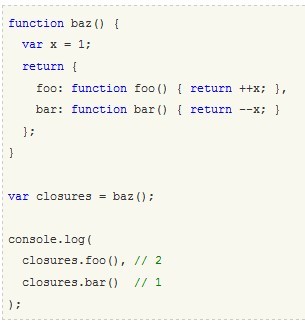 function baz() {
  var x = 1;
  return {
    foo: function foo() { return ++x; },
    bar: function bar() { return --x; }
  };
}

var closures = baz();

console.log(
  closures.foo(), // 2
  closures.bar()  // 1
);